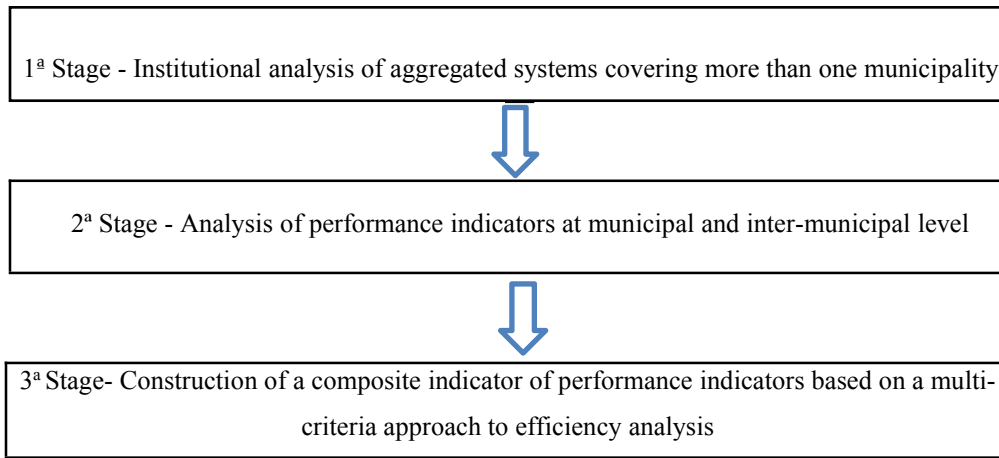 1ª Stage - Institutional analysis of aggregated systems covering more than one municipality
2ª Stage - Analysis of performance indicators at municipal and inter-municipal level
3ª Stage- Construction of a composite indicator of performance indicators based on a multi-
criteria approach to efficiency analysis